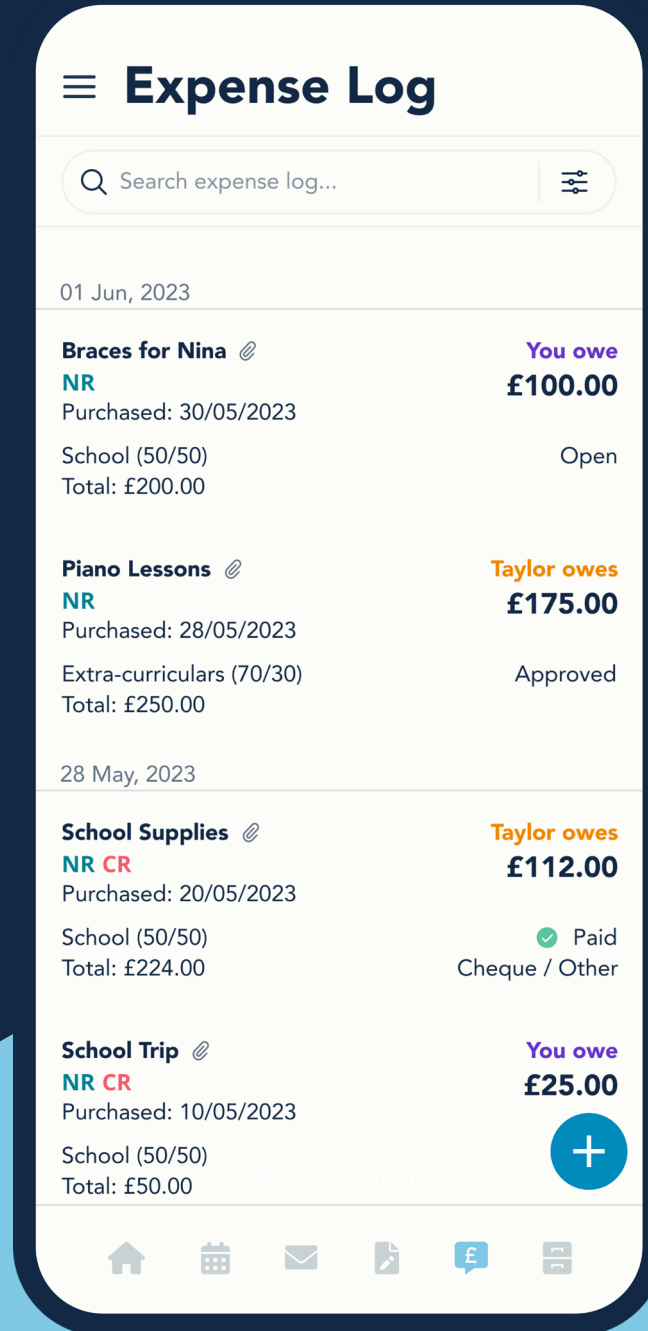 Expense Log
Search expense log...
01 Jun, 2023
Braces for Nina
You owe
NR
£100.00
Purchased: 30/05/2023
School (50/50)
Open
Total: £200.00
Piano Lessons
Taylor owes
NR
£175.00
Purchased: 28/05/2023
Extra-curriculars (70/30)
Approved
Total: £250.00
28 May, 2023
School Supplies
Taylor owes
NR CR
£112.00
Purchased: 20/05/2023
School (50/50)
Paid
Total: £224.00
Cheque / Other
School Trip
You owe
NR CR
£25.00
Purchased: 10/05/2023
School (50/50)
Total: £50.00
Make Payment
£